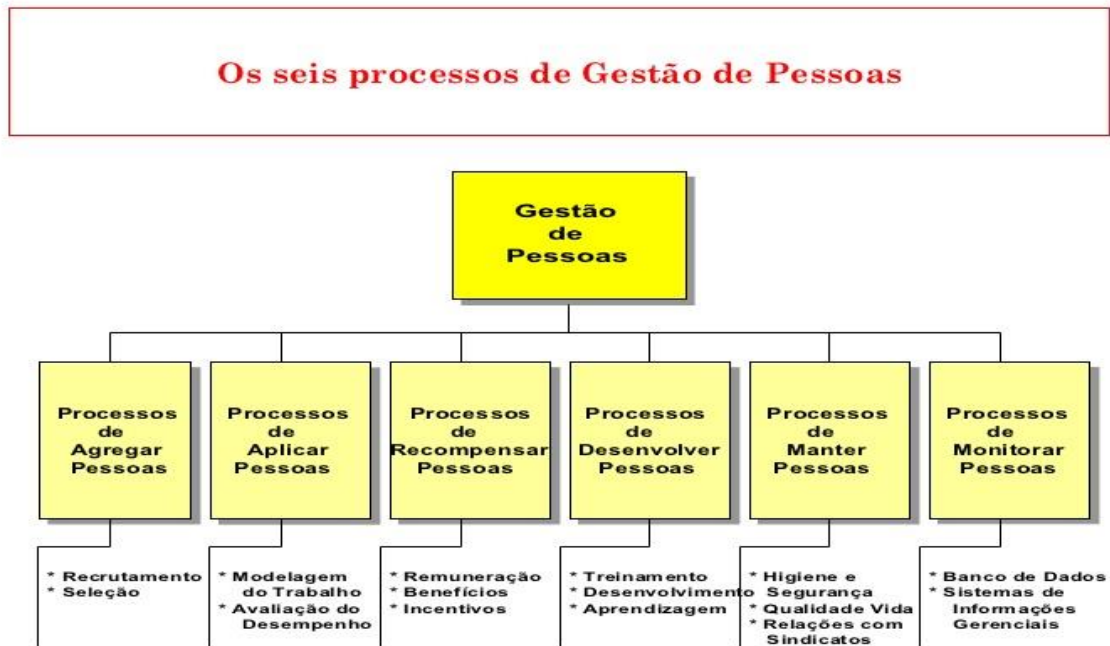 Os seis processos de Gestão de Pessoas
Gestão
de
Pessoas
Processos
de
Agregar
Pessoas
Processos
de
Aplicar
Pessoas
Processos
de
Recompensar
Pessoas
Processos
de
Desenvolver
Pessoas
Processos
de
Manter
Pessoas
Processos
de
Monitorar
Pessoas
* Recrutamento
* Seleção
* Modelagem
do Trabalho
* Avaliação do
Desempenho
* Remuneração
* Benefícios
* Incentivos
* Treinamento
* Desenvolvimento
* Aprendizagem
* Higiene e
Segurança
* Qualidade Vida
* Relações com
Sindicatos
* Banco de Dados
* Sistemas de
Informações
Gerenciais